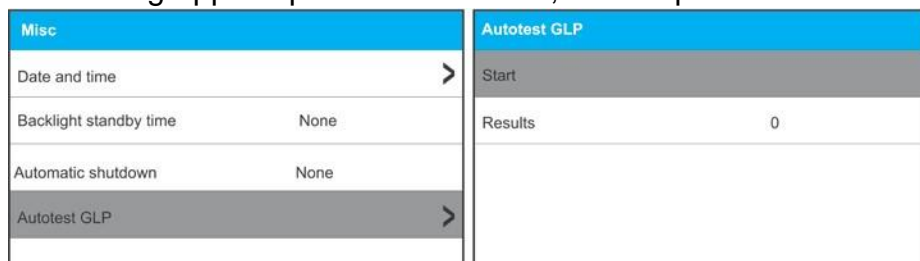 Misc
Date and time >
Backlight standby time None
Automatic shutdown None
Autotest GLP >
Autotest GLP
Start
Results 0